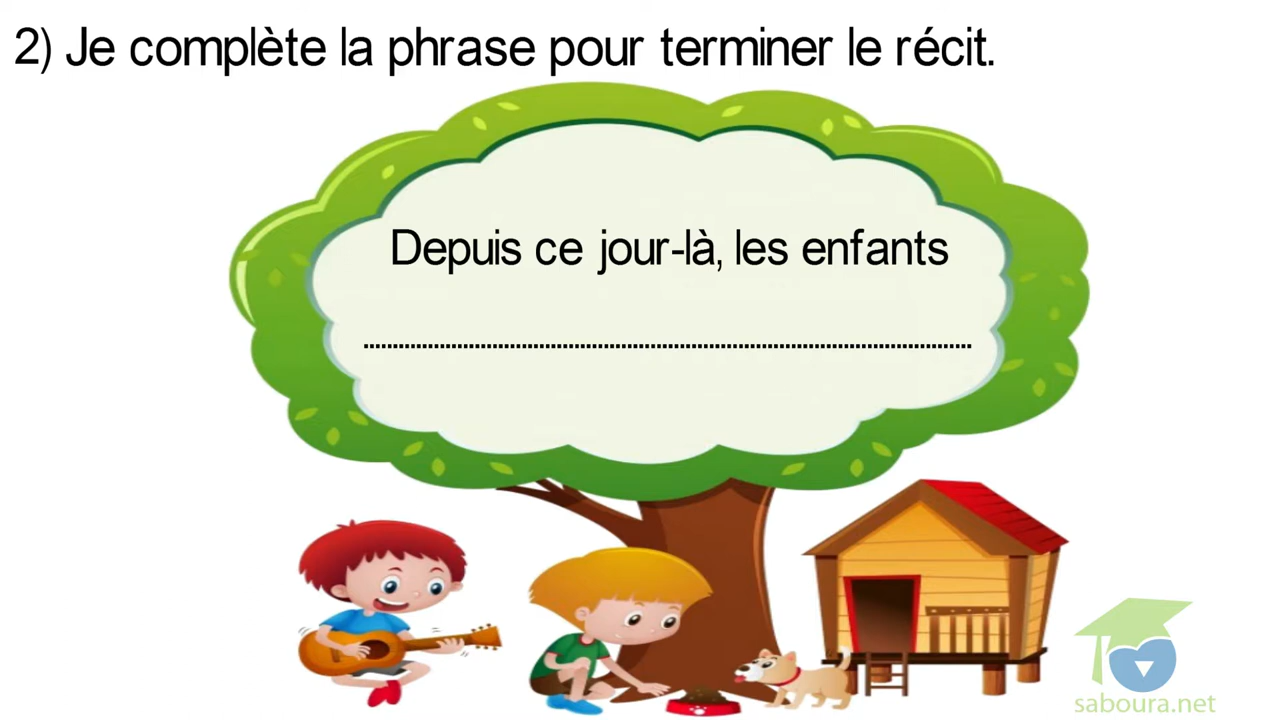 2) Je complète la phrase pour terminer le récit.
Depuis ce jour-là, les enfants
.....................................................................................................
saboura.net